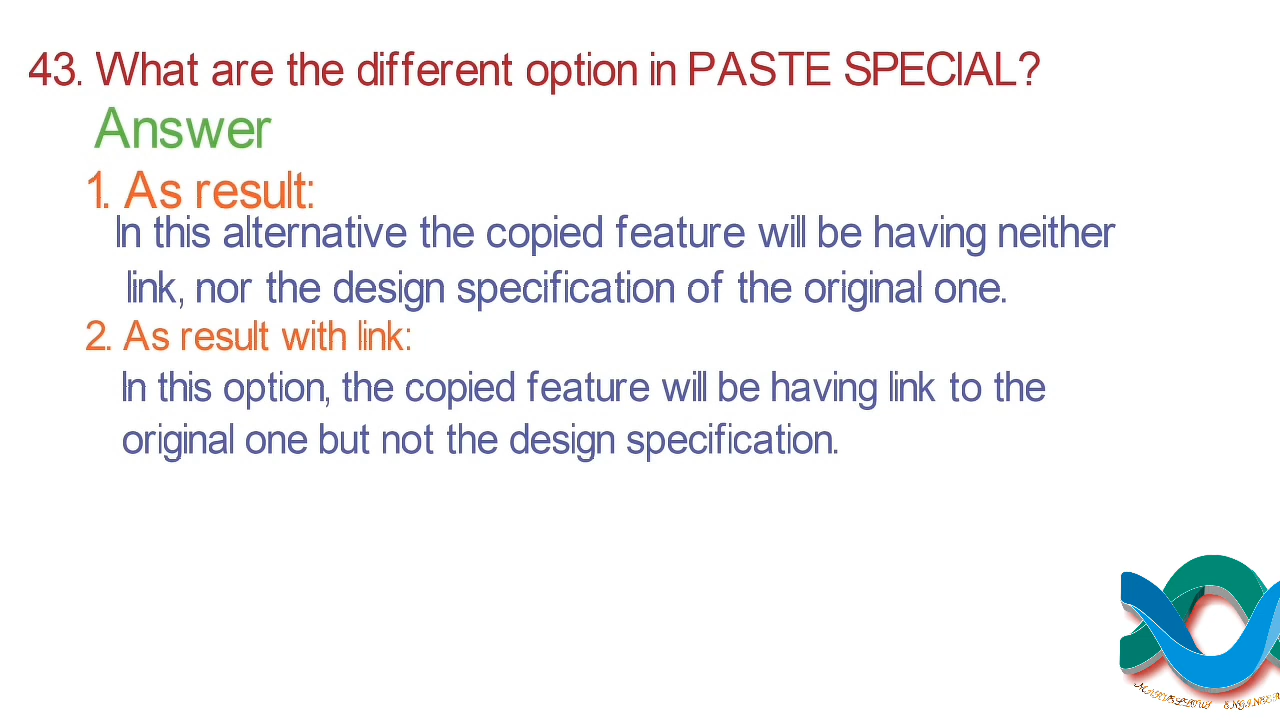 43. What are the different option in PASTE SPECIAL?
Answer
1. As result:
In this alternative the copied feature will be having neither
link, nor the design specification of the original one.
2. As result with link:
In this option, the copied feature will be having link to the
original one but not the design specification.